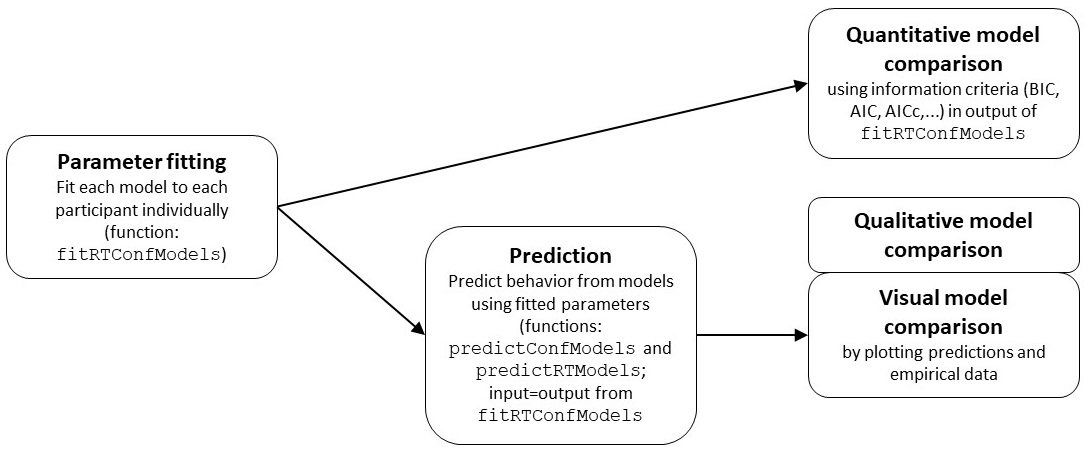 Parameter fitting
Fit each model to each
participant individually
(function:
fitRTConfModels)
Prediction
Predict behavior from models
using fitted parameters
(functions:
predictConfModels and
predictRTModels;
input=output from
fitRTConfModels
Quantitative model
comparison
using information criteria (BIC,
AIC, AICc,...) in output of
fitRTConfModels
Qualitative model
comparison
Visual model
comparison
by plotting predictions and
empirical data